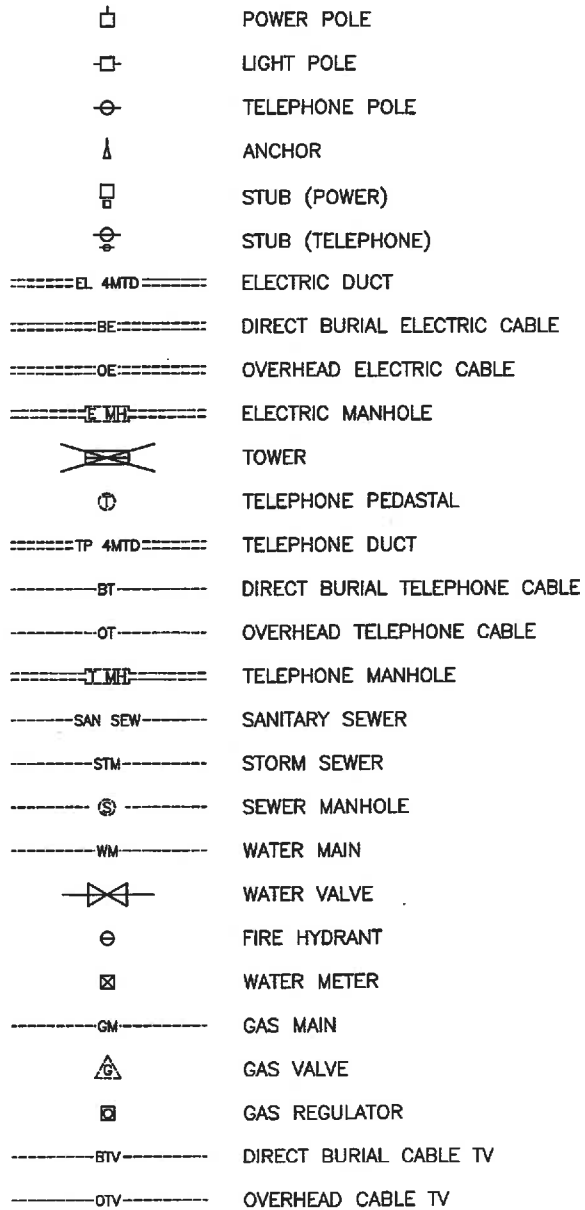 POWER POLE
LIGHT POLE
TELEPHONE POLE
ANCHOR
STUB (POWER)
STUB (TELEPHONE)
EL 4MTD ELECTRIC DUCT
BE DIRECT BURIAL ELECTRIC CABLE
OE OVERHEAD ELECTRIC CABLE
E MH ELECTRIC MANHOLE
TOWER
T TELEPHONE PEDASTAL
TP 4MTD TELEPHONE DUCT
BT DIRECT BURIAL TELEPHONE CABLE
OT OVERHEAD TELEPHONE CABLE
T MH TELEPHONE MANHOLE
SAN SEW SANITARY SEWER
STM STORM SEWER
S SEWER MANHOLE
WM WATER MAIN
WATER VALVE
FIRE HYDRANT
WATER METER
GM GAS MAIN
G GAS VALVE
GAS REGULATOR
BTV DIRECT BURIAL CABLE TV
OTV OVERHEAD CABLE TV